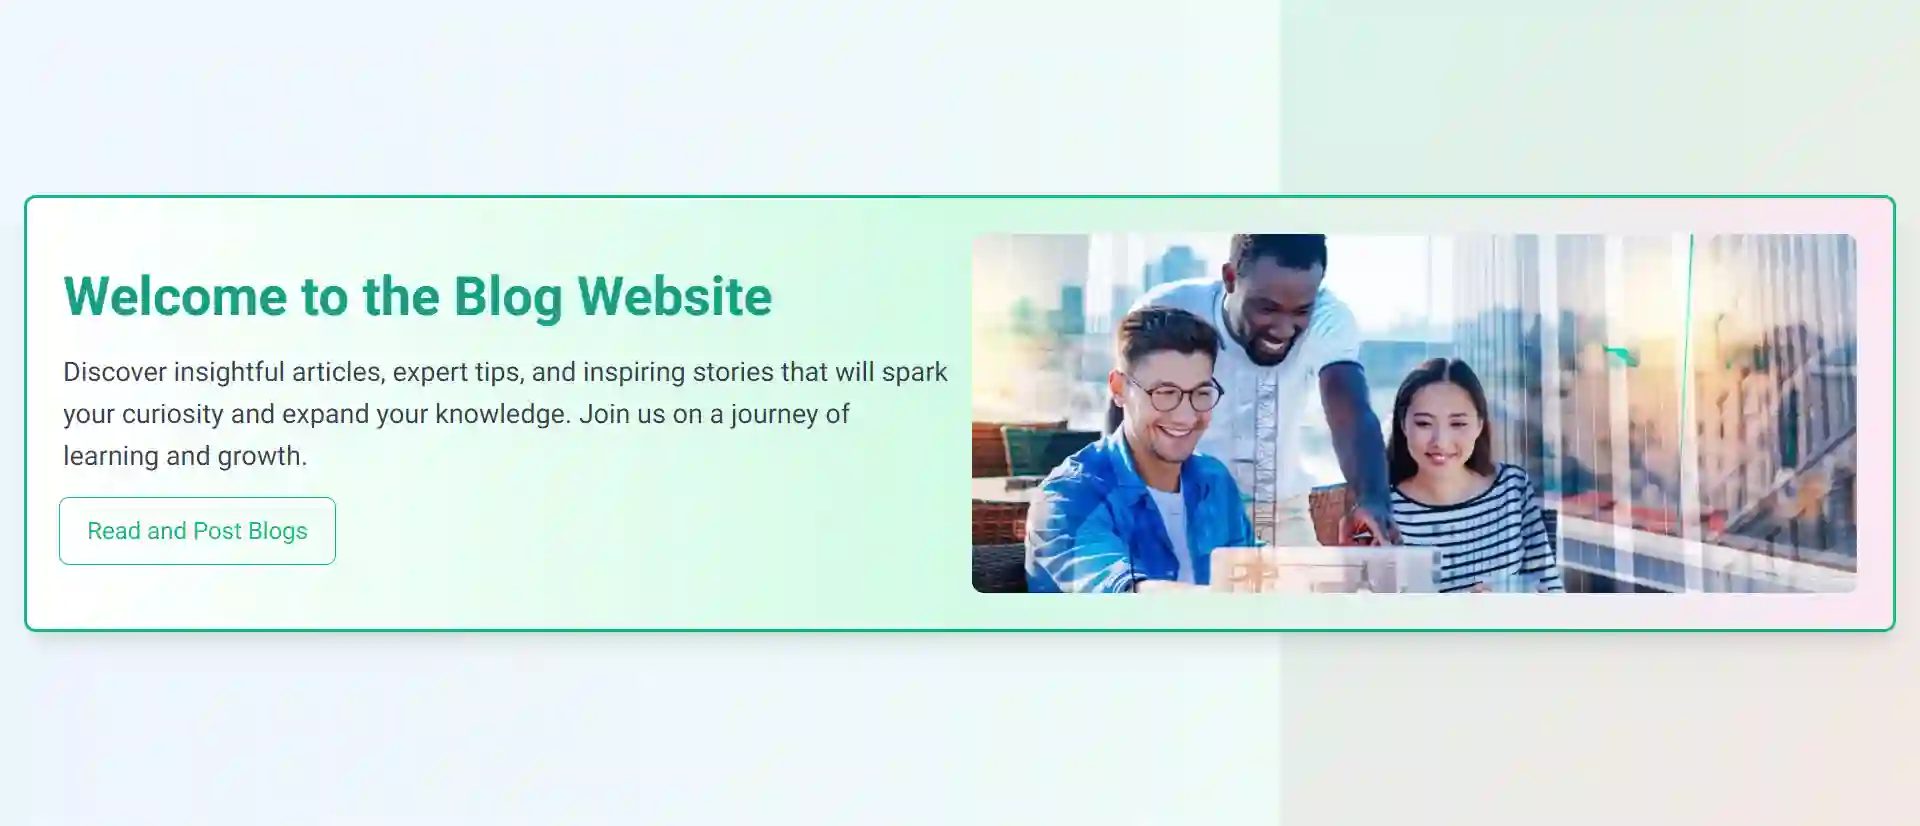 Welcome to the Blog Website
Discover insightful articles, expert tips, and inspiring stories that will spark
your curiosity and expand your knowledge. Join us on a journey of
learning and growth.
Read and Post Blogs